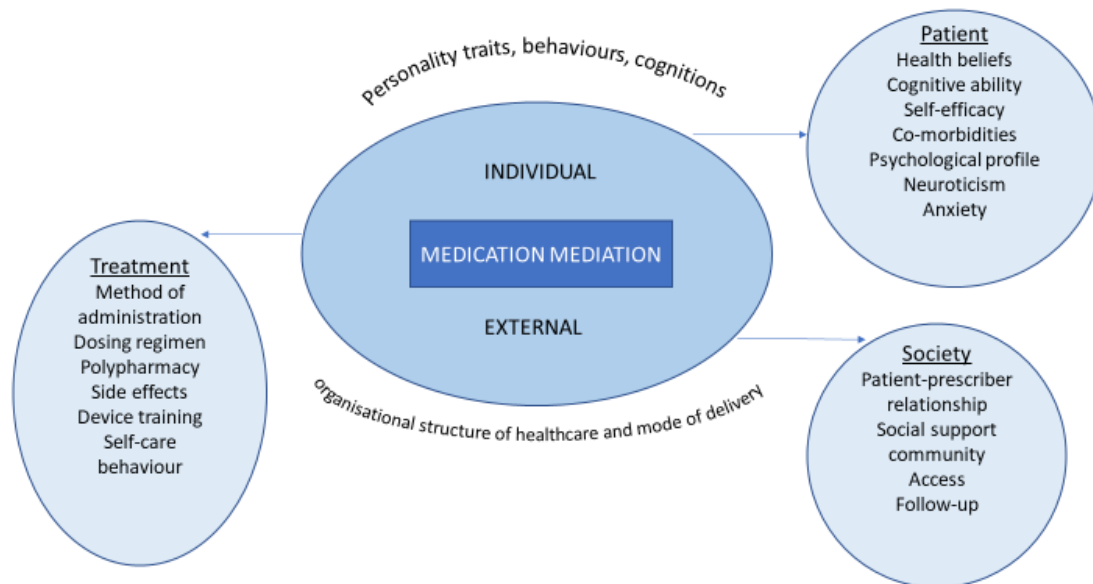 Personality traits, behaviours, cognitions
INDIVIDUAL
MEDICATION MEDIATION
EXTERNAL
organisational structure of healthcare and mode of delivery
Patient
Health beliefs
Cognitive ability
Self-efficacy
Co-morbidities
Psychological profile
Neuroticism
Anxiety
Treatment
Method of
administration
Dosing regimen
Polypharmacy
Side effects
Device training
Self-care
behaviour
Society
Patient-prescriber
relationship
Social support
community
Access
Follow-up